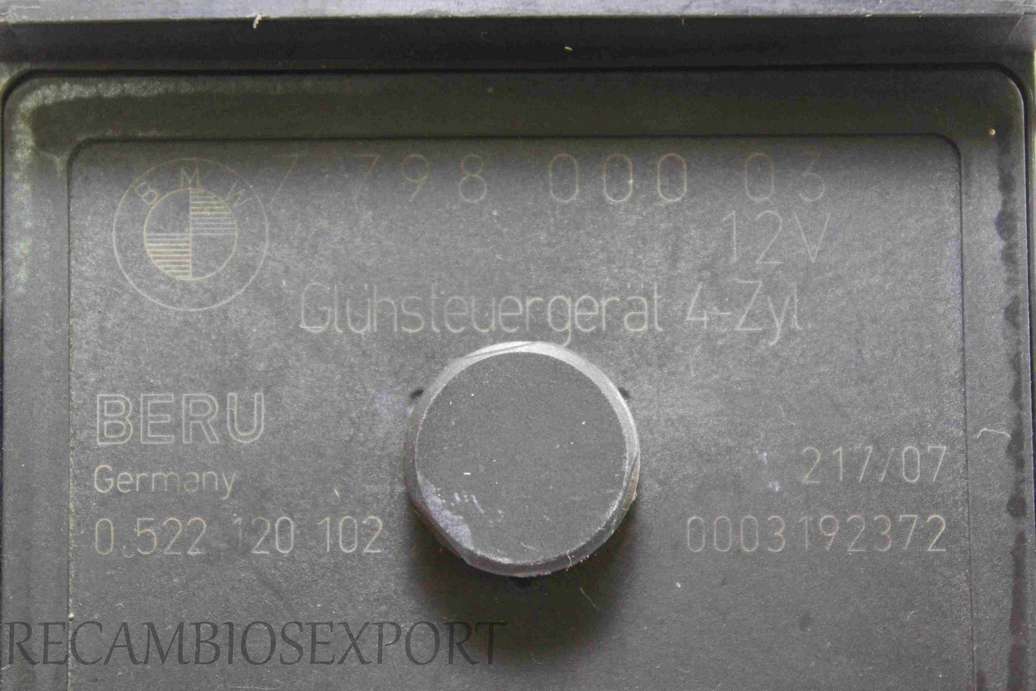 BMW
7 798 000 03
12V
Glühsteuergerät 4-Zyl.
BERU
Germany
217/07
0 522 120 102
0003192372
RECAMBIOSEXPORT